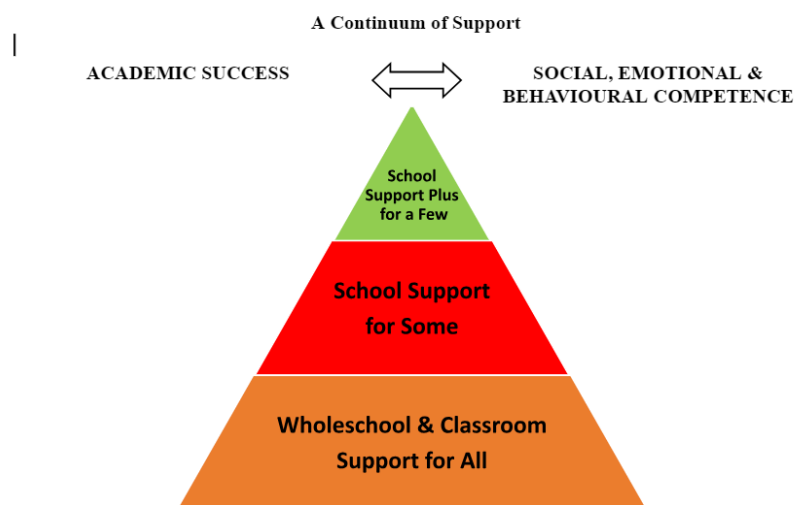 A Continuum of Support
ACADEMIC SUCCESS
SOCIAL, EMOTIONAL &
BEHAVIOURAL COMPETENCE
School
Support Plus
for a Few
School Support
for Some
Wholeschool & Classroom
Support for All